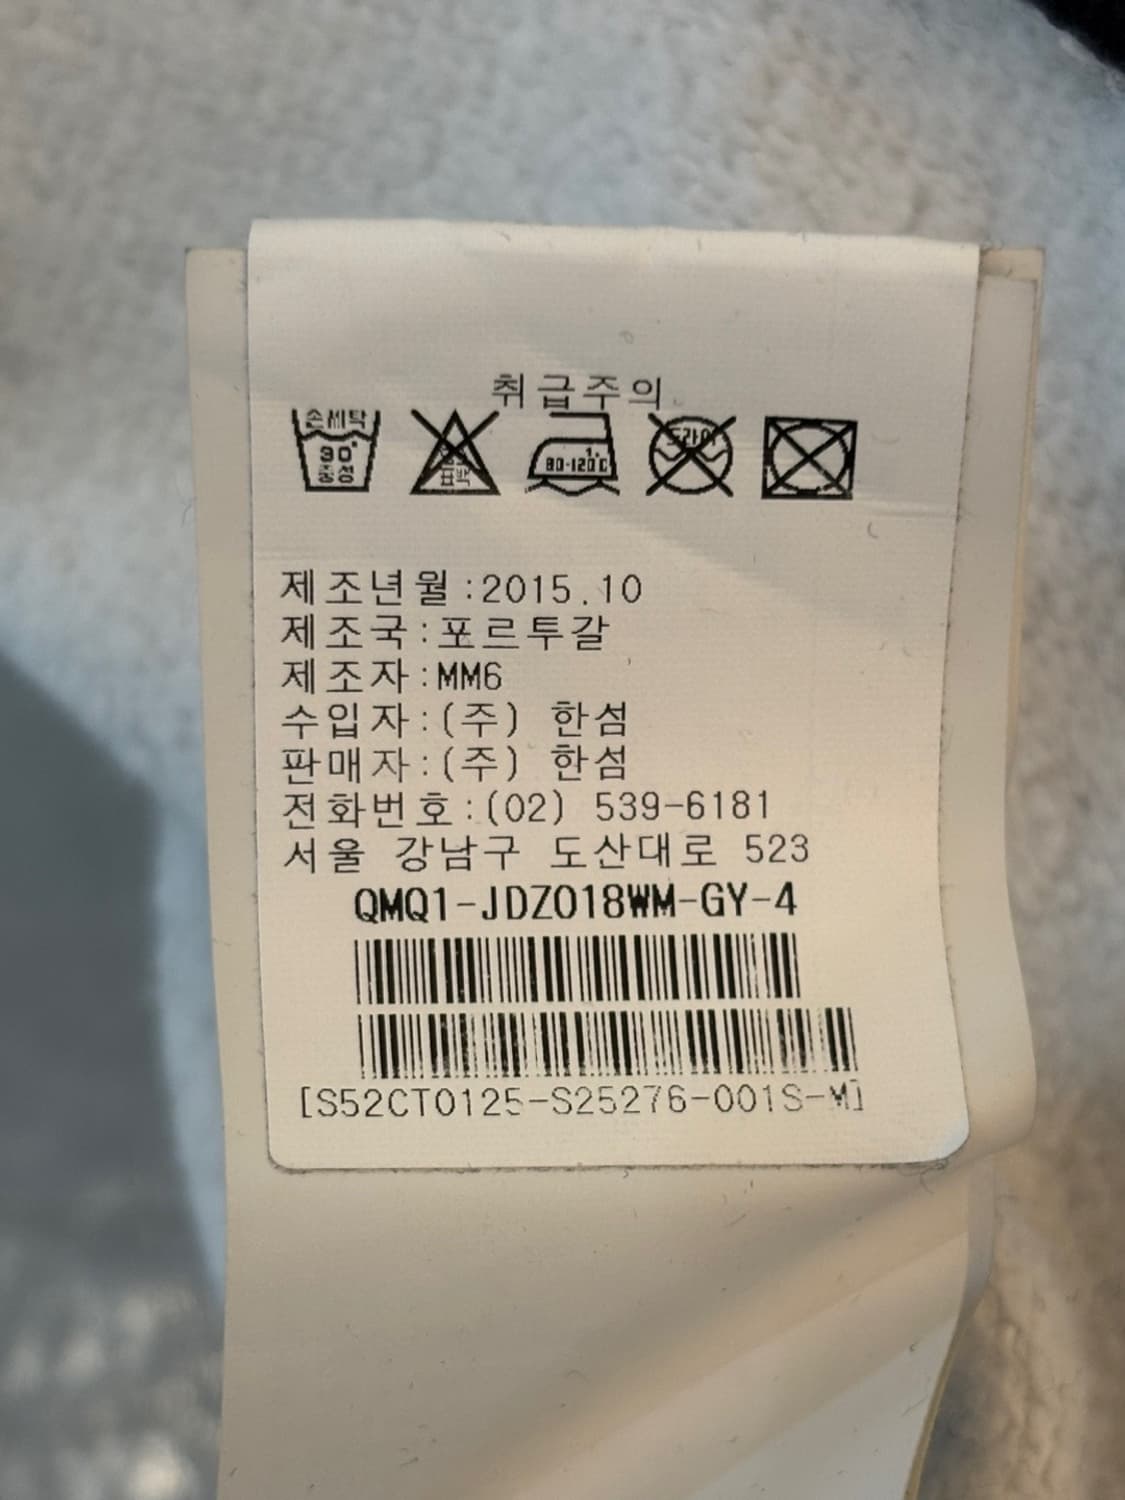 취급주의
손세탁
30°
중성
표백
80-120℃
드라이
제조년월:2015.10
제조국:포르투갈
제조자:MM6
수입자:(주) 한섬
판매자:(주) 한섬
전화번호:(02) 539-6181
서울 강남구 도산대로 523
QMQ1-JDZ018WM-GY-4
[S52CT0125-S25276-001S-M]